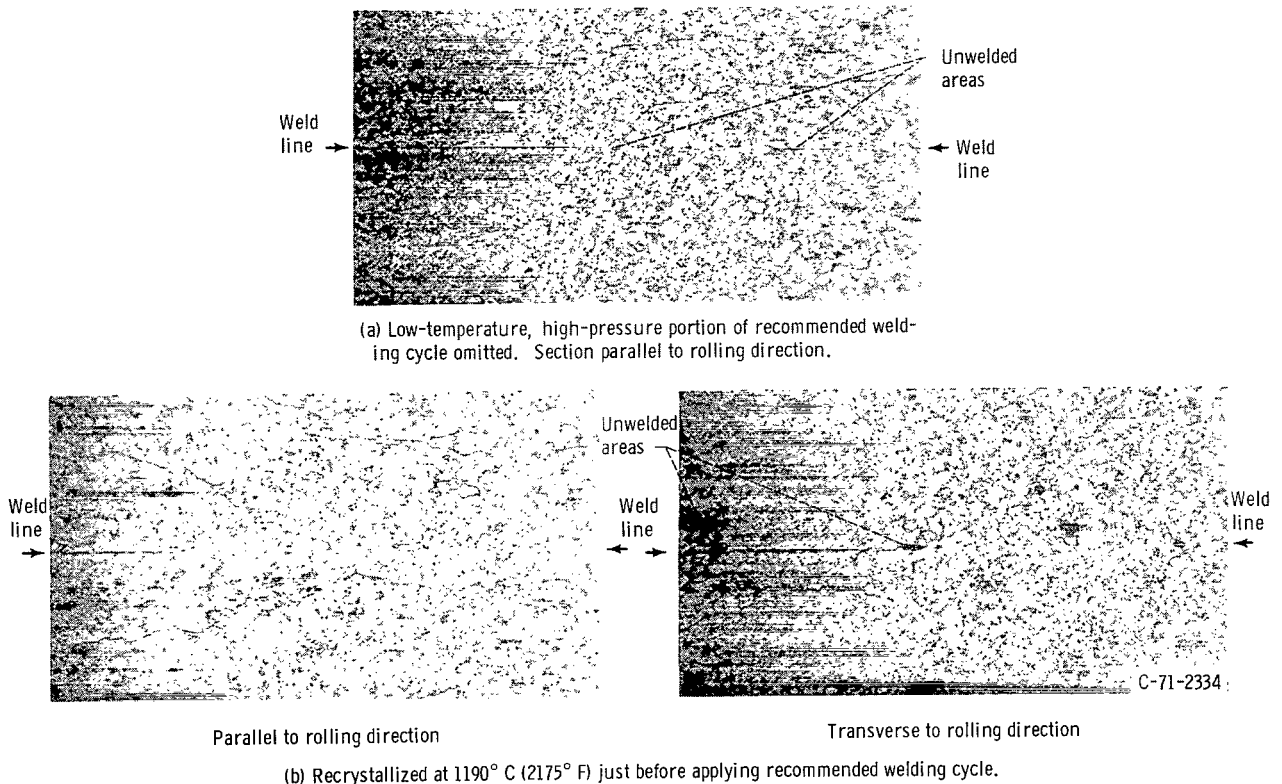 Unwelded
areas
Weld
line
Weld
line
(a) Low-temperature, high-pressure portion of recommended weld-
ing cycle omitted. Section parallel to rolling direction.
Unwelded
areas
Weld
line
Weld
line
Weld
line
C-71-2334
Parallel to rolling direction
Transverse to rolling direction
(b) Recrystallized at 1190° C (2175° F) just before applying recommended welding cycle.